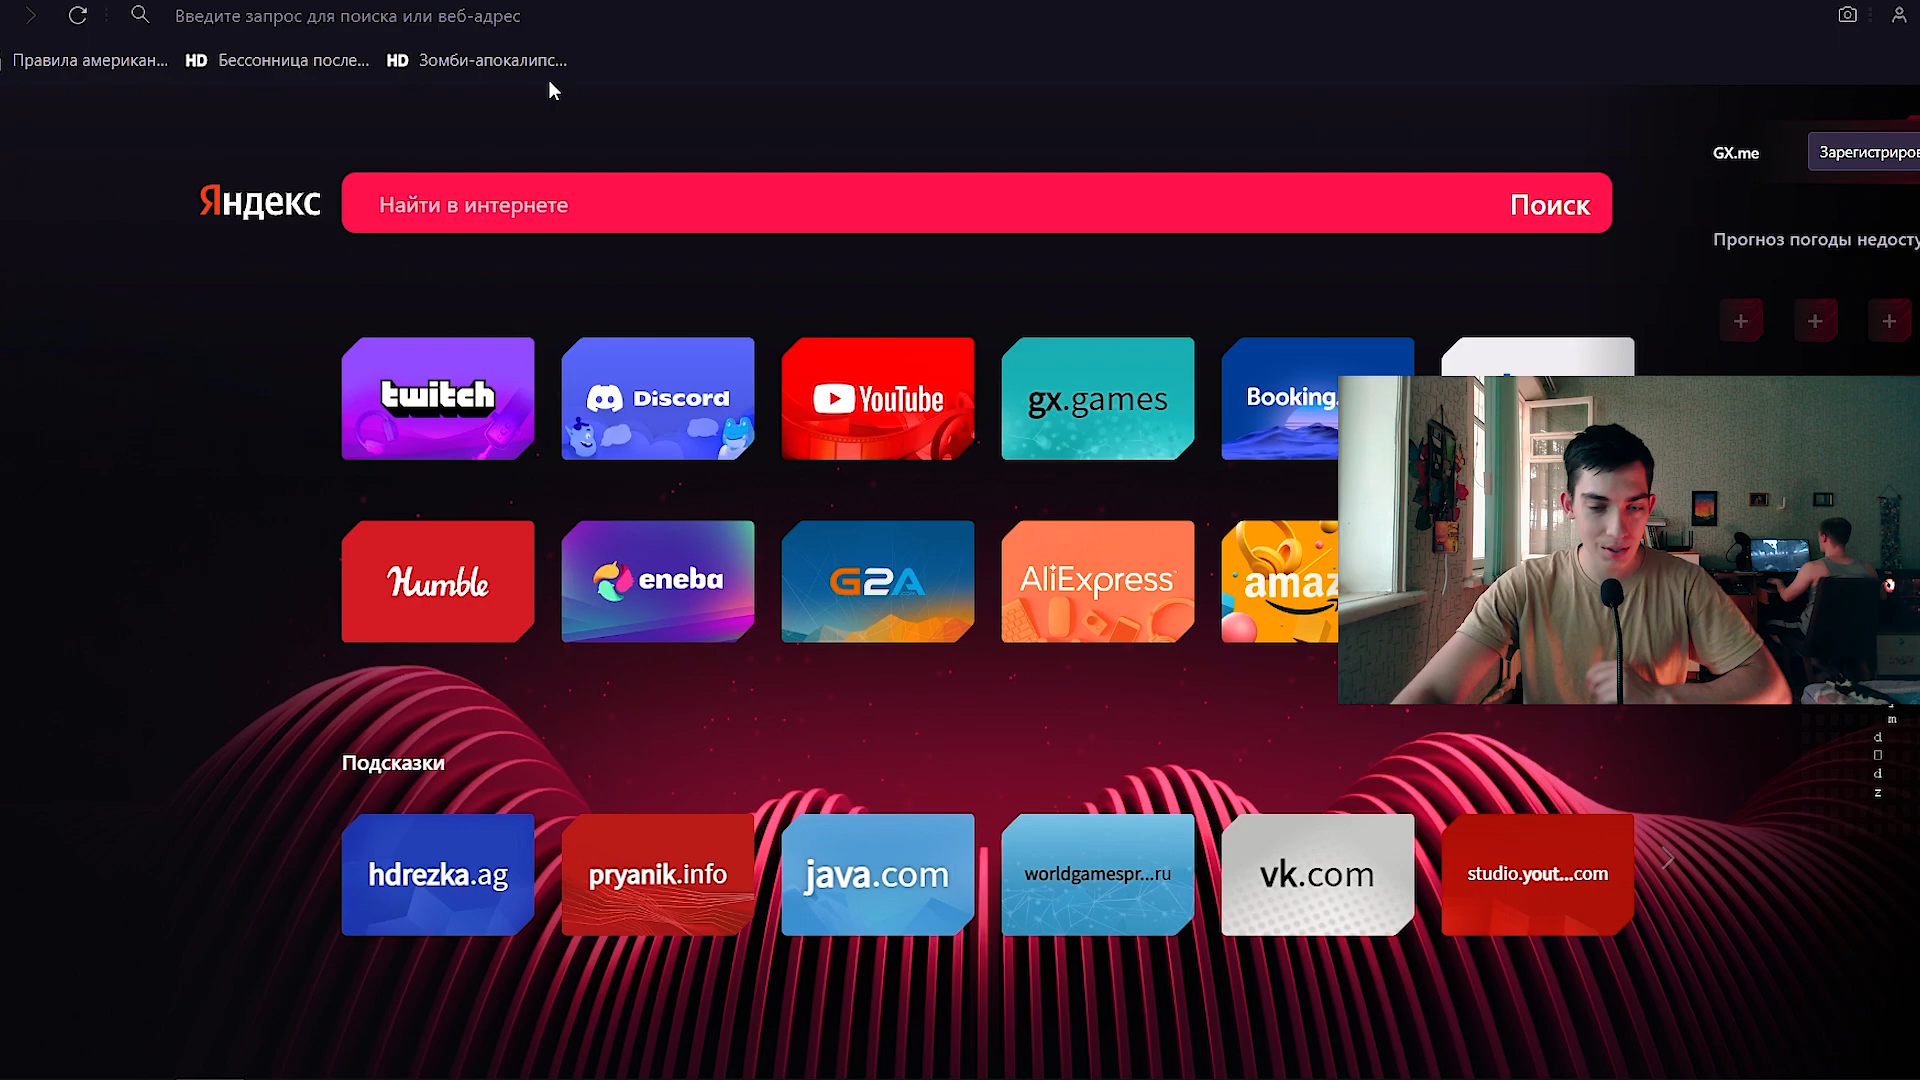 Введите запрос для поиска или веб-адрес
Правила американ... HD Бессонница после... HD Зомби-апокалипс...
GX.me Зарегистриров
Яндекс Найти в интернете Поиск
Прогноз погоды недосту
twitch Discord YouTube gx.games Booking.
Humble eneba G2A AliExpress amaz
m
d
d
z
Подсказки
hdrezka.ag pryanik.info java.com worldgamespr...ru vk.com studio.yout...com